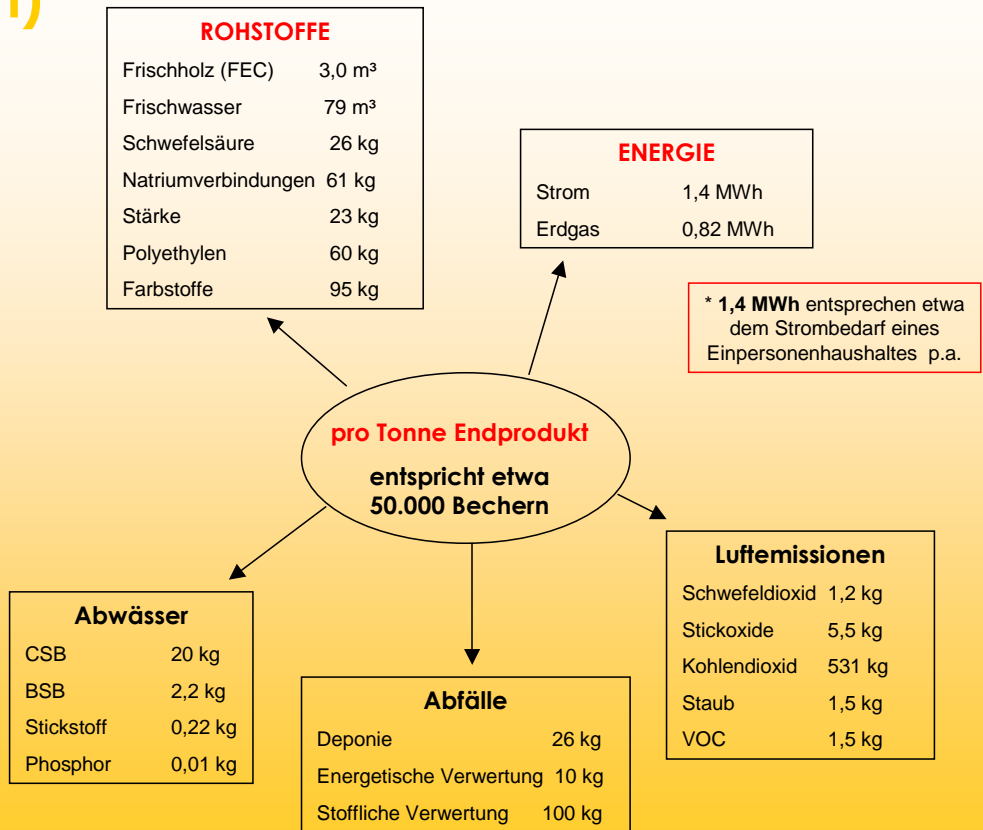 ROHSTOFFE
Frischholz (FEC) 3,0 m³
Frischwasser 79 m³
Schwefelsäure 26 kg
Natriumverbindungen 61 kg
Stärke 23 kg
Polyethylen 60 kg
Farbstoffe 95 kg
ENERGIE
Strom 1,4 MWh
Erdgas 0,82 MWh
* 1,4 MWh entsprechen etwa
dem Strombedarf eines
Einpersonenhaushaltes p.a.
pro Tonne Endprodukt
entspricht etwa
50.000 Bechern
Abwässer
CSB 20 kg
BSB 2,2 kg
Stickstoff 0,22 kg
Phosphor 0,01 kg
Abfälle
Deponie 26 kg
Energetische Verwertung 10 kg
Stoffliche Verwertung 100 kg
Luftemissionen
Schwefeldioxid 1,2 kg
Stickoxide 5,5 kg
Kohlendioxid 531 kg
Staub 1,5 kg
VOC 1,5 kg